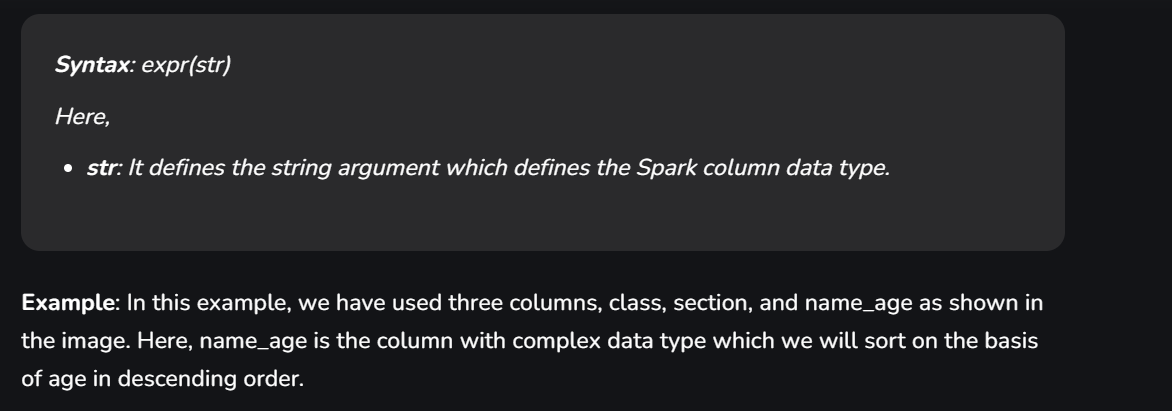 Syntax: expr(str)
Here,
• str: It defines the string argument which defines the Spark column data type.
Example: In this example, we have used three columns, class, section, and name_age as shown in
the image. Here, name_age is the column with complex data type which we will sort on the basis
of age in descending order.